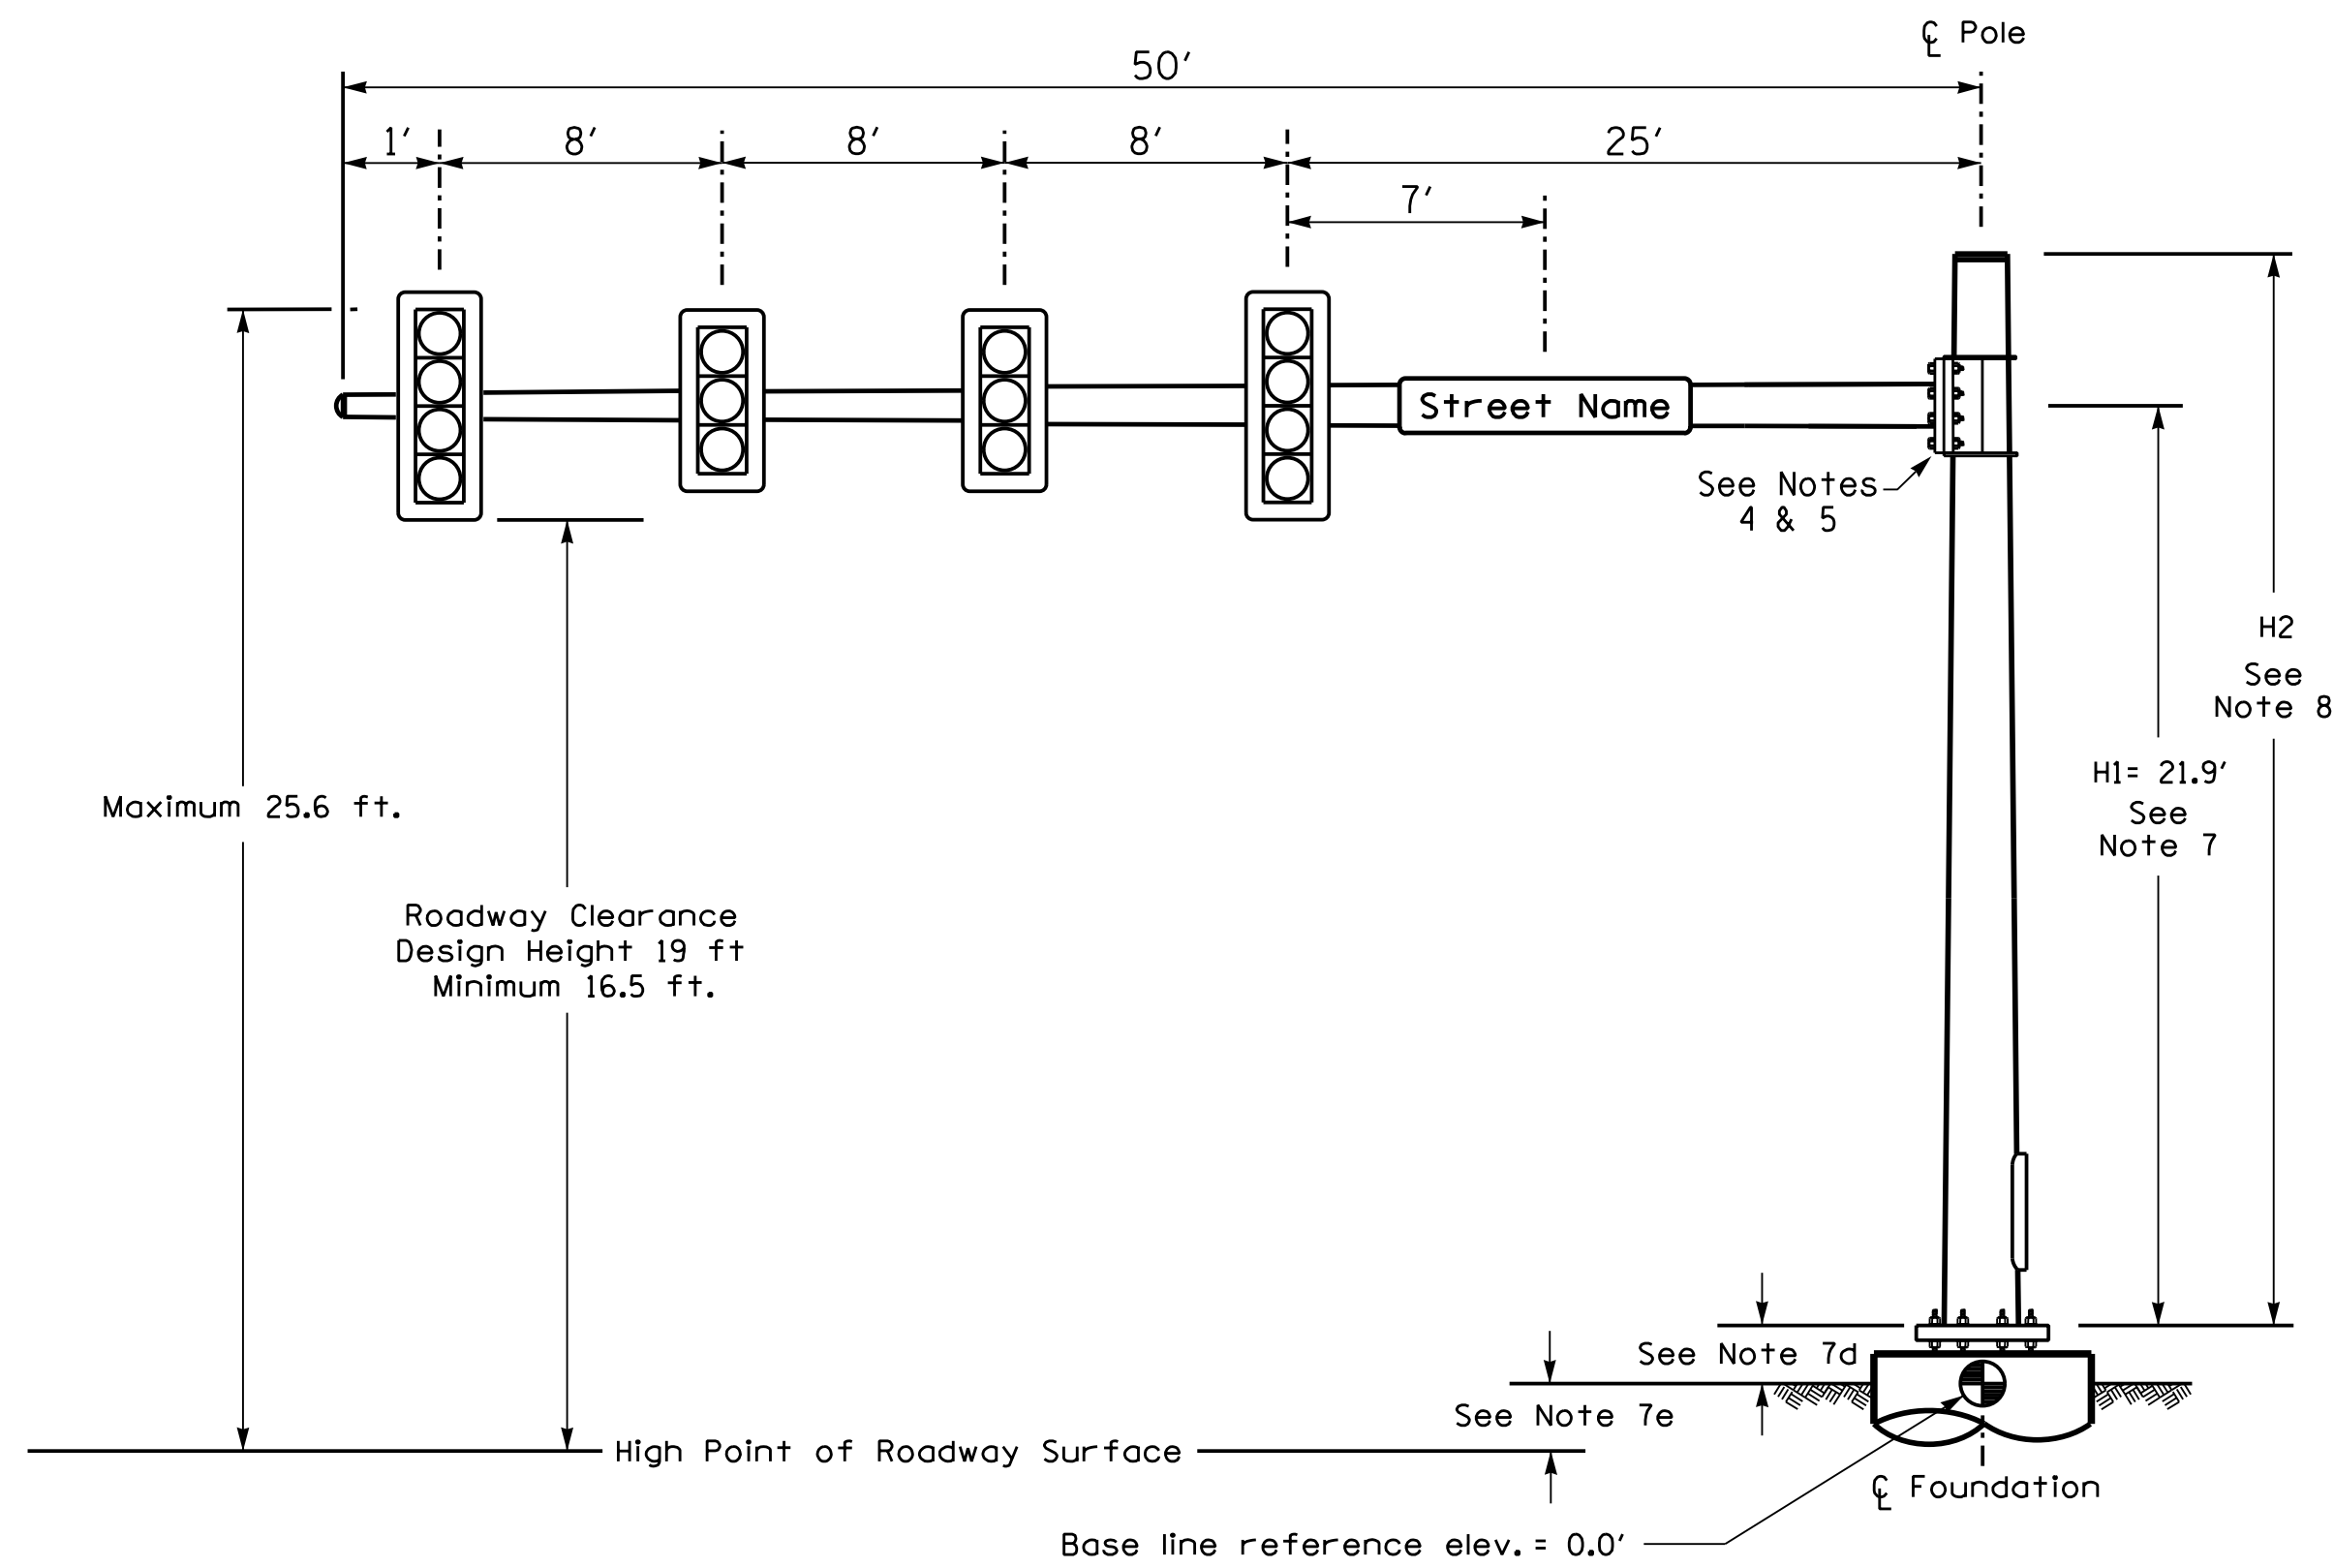 ℄ Pole
50'
1' 8' 8' 8' 25'
7'
Street Name
See Notes
4 & 5
H2
See
Note 8
H1= 21.9'
See
Note 7
Maximum 25.6 ft.
Roadway Clearance
Design Height 19 ft
Minimum 16.5 ft.
See Note 7d
See Note 7e
High Point of Roadway Surface
℄ Foundation
Base line reference elev. = 0.0'